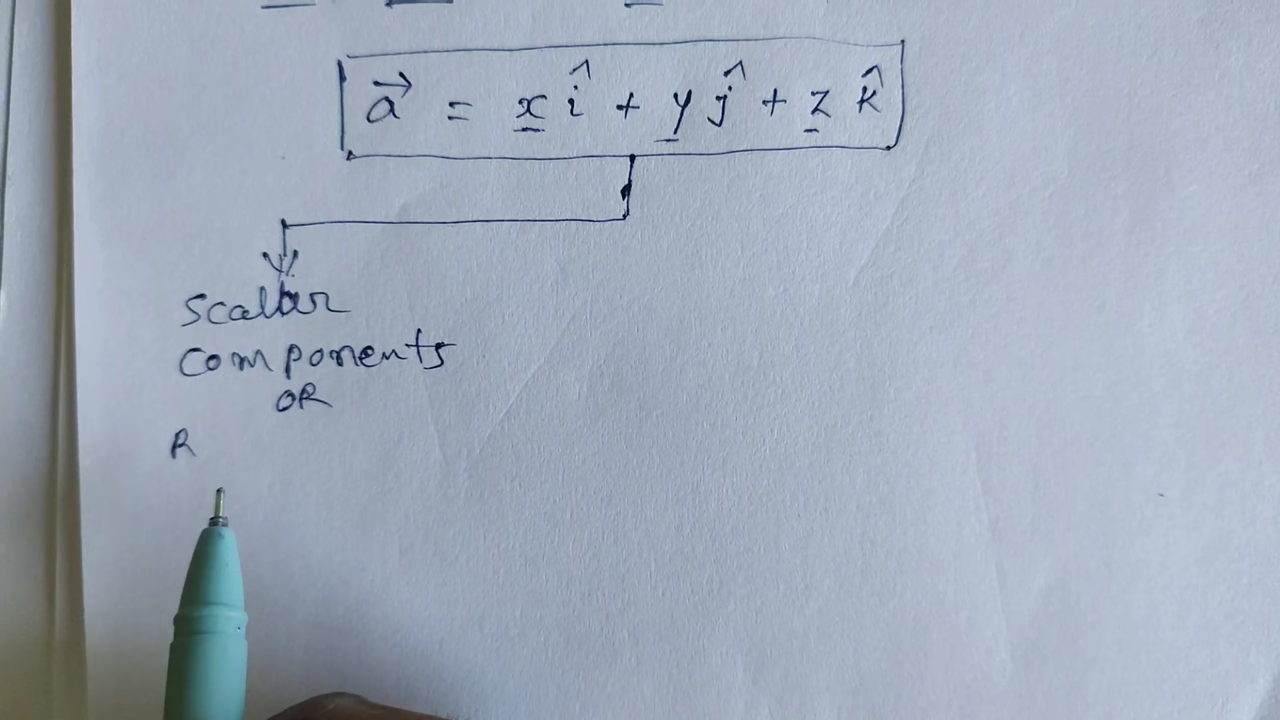 a⃗ = x î + y ĵ + z k̂
Scalar
components
OR
R